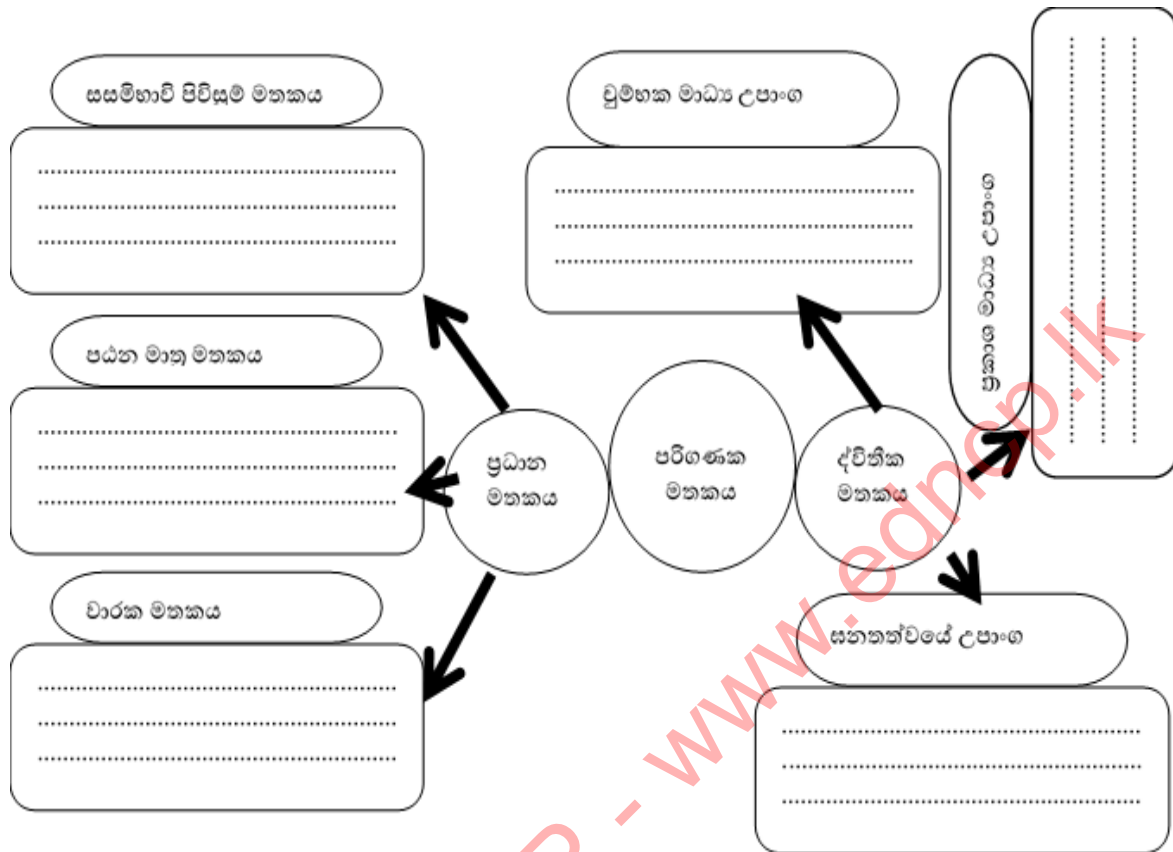 සසම්භාවි පිවිසුම් මතකය
චුම්භක මාධ්‍ය උපාංග
ප්‍රකාශ මාධ්‍ය උපාංග
පඨන මාත්‍ර මතකය
ප්‍රධාන
මතකය
පරිගණක
මතකය
ද්විතීක
මතකය
වාරක මතකය
ඝනතත්වයේ උපාංග
- www.ednep.lk